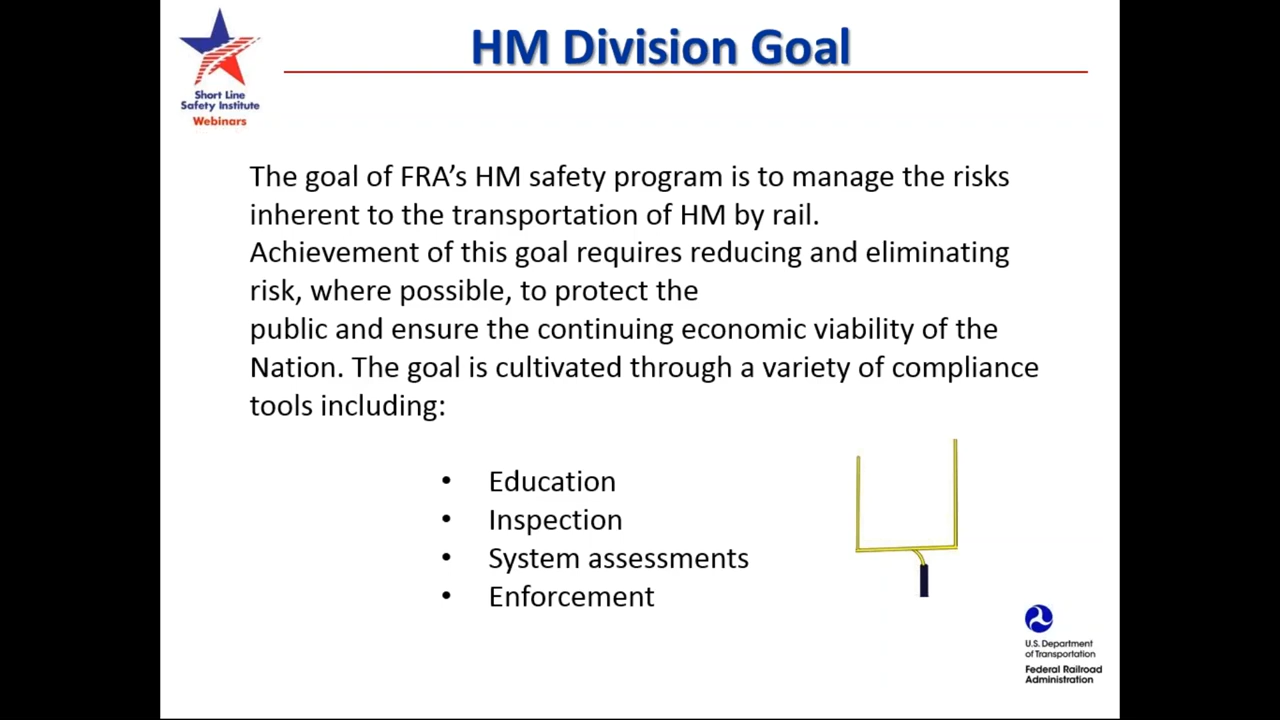 HM Division Goal
Short Line
Safety Institute
Webinars
The goal of FRA’s HM safety program is to manage the risks
inherent to the transportation of HM by rail.
Achievement of this goal requires reducing and eliminating
risk, where possible, to protect the
public and ensure the continuing economic viability of the
Nation. The goal is cultivated through a variety of compliance
tools including:
• Education
• Inspection
• System assessments
• Enforcement
U.S. Department
of Transportation
Federal Railroad
Administration